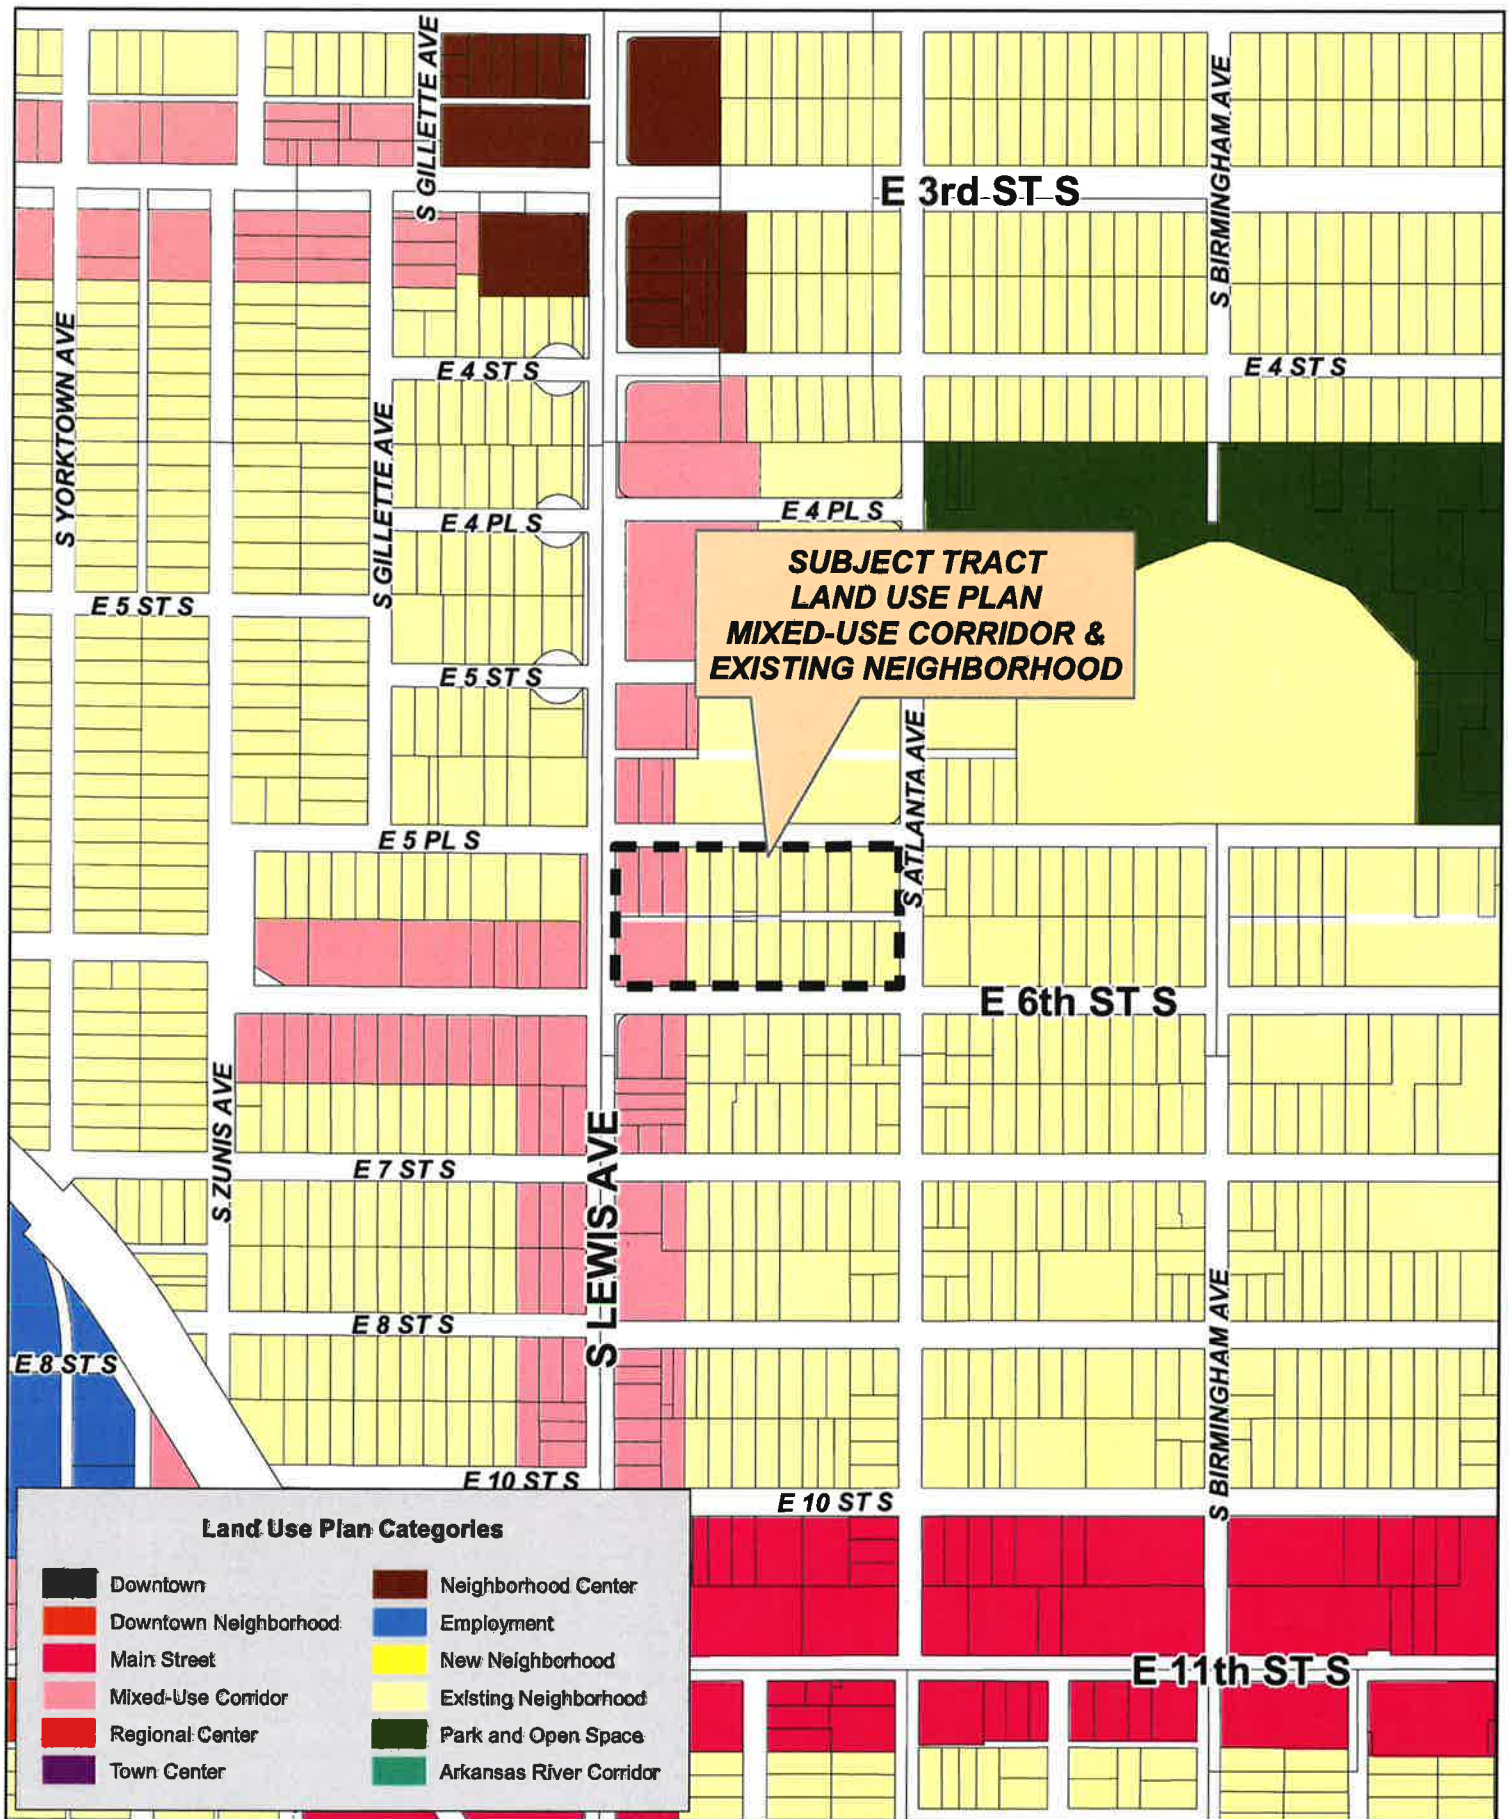 S GILLETTE AVE
S BIRMINGHAM AVE
E 3rd ST S
S YORKTOWN AVE
E 4 ST S
E 4 ST S
S GILLETTE AVE
E 4 PL S
E 4 PL S
SUBJECT TRACT
LAND USE PLAN
MIXED-USE CORRIDOR &
EXISTING NEIGHBORHOOD
E 5 ST S
E 5 ST S
S ATLANTA AVE
E 5 PL S
E 6th ST S
S ZUNIS AVE
S LEWIS AVE
E 7 ST S
E 8 ST S
E 8 ST S
S BIRMINGHAM AVE
E 10 ST S
E 10 ST S
E 11th ST S
Land Use Plan Categories
Downtown
Downtown Neighborhood
Main Street
Mixed-Use Corridor
Regional Center
Town Center
Neighborhood Center
Employment
New Neighborhood
Existing Neighborhood
Park and Open Space
Arkansas River Corridor